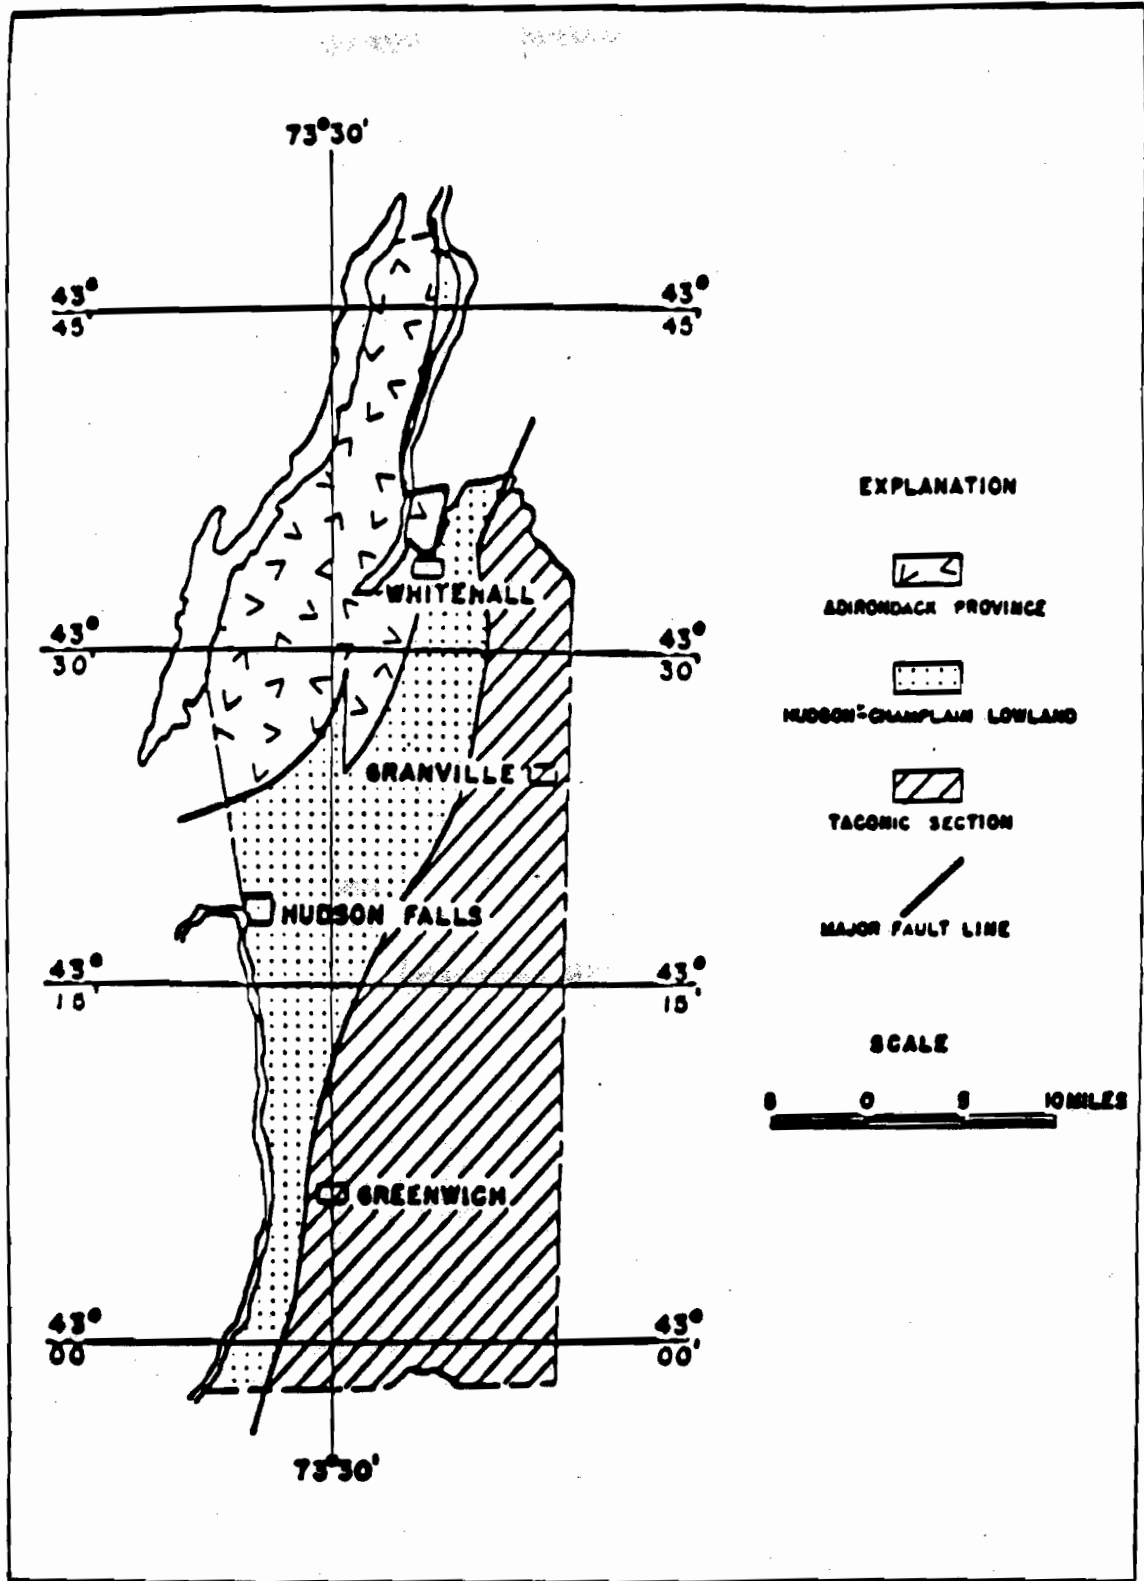 73°30'
43°
45'
43°
45'
EXPLANATION
WHITEHALL
ADIRONDACK PROVINCE
43°
30'
43°
30'
HUDSON-CHAMPLAIN LOWLAND
GRANVILLE
TACONIC SECTION
HUDSON FALLS
MAJOR FAULT LINE
43°
15'
43°
15'
SCALE
5 0 5 10 MILES
GREENWICH
43°
00'
43°
00'
73°30'